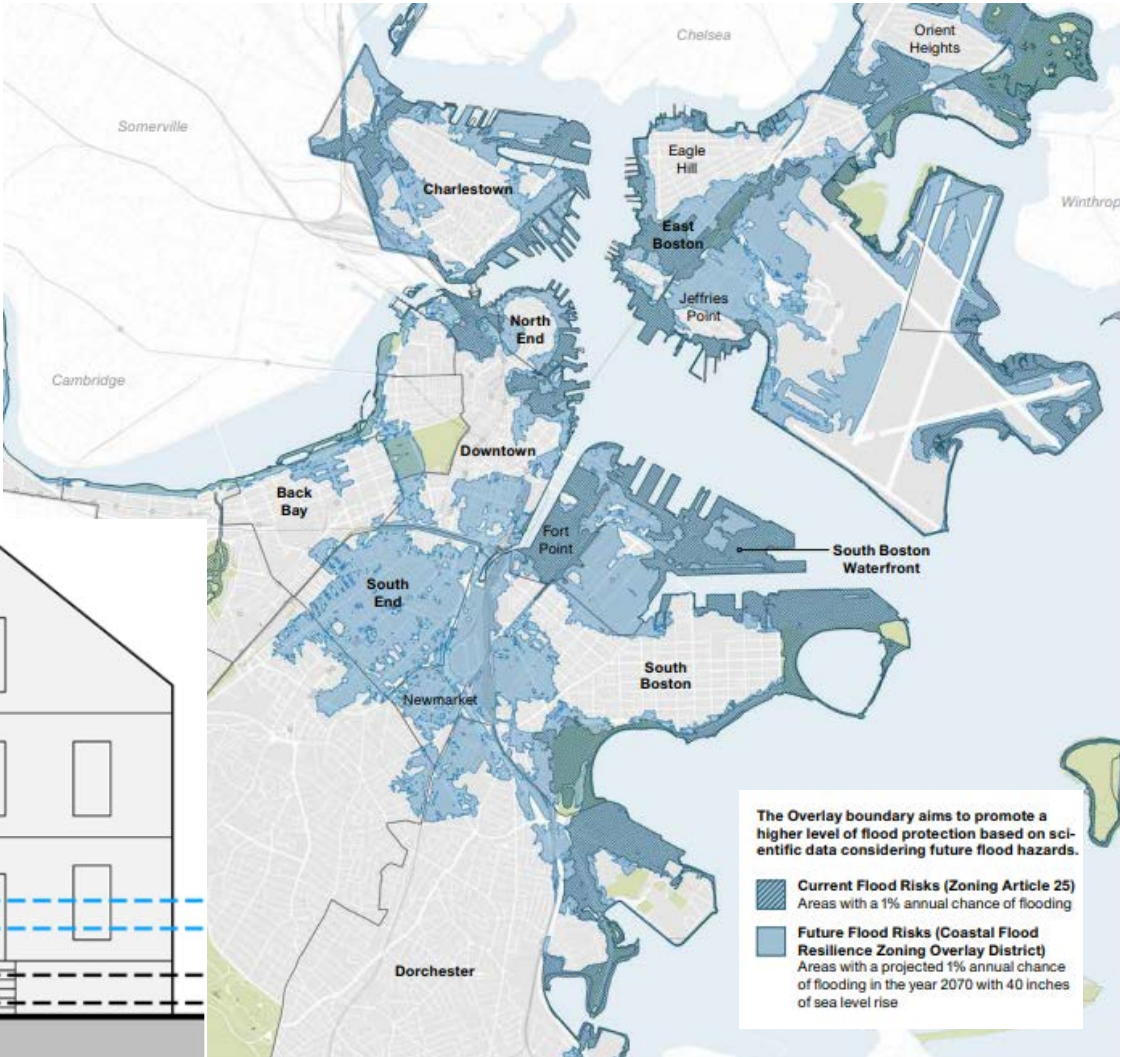 Chelsea
Orient
Heights
Somerville
Eagle
Hill
Charlestown
Winthrop
East
Boston
Jeffries
Point
North
End
Cambridge
Downtown
Back
Bay
Fort
Point
South Boston
Waterfront
South
End
South
Boston
Newmarket
Dorchester
The Overlay boundary aims to promote a
higher level of flood protection based on sci-
entific data considering future flood hazards.
Current Flood Risks (Zoning Article 25)
Areas with a 1% annual chance of flooding
Future Flood Risks (Coastal Flood
Resilience Zoning Overlay District)
Areas with a projected 1% annual chance
of flooding in the year 2070 with 40 inches
of sea level rise